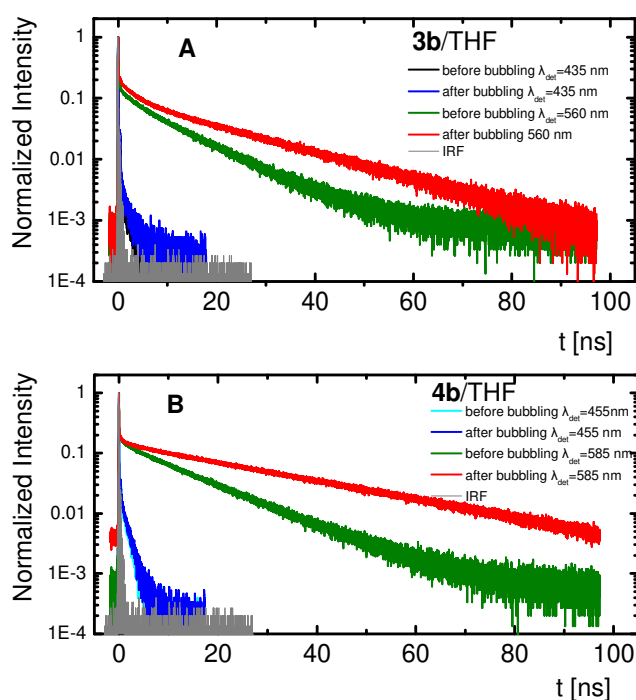 A
3b/THF
before bubbling λdet=435 nm
after bubbling λdet=435 nm
before bubbling λdet=560 nm
after bubbling 560 nm
IRF
Normalized Intensity
1
0.1
0.01
1E-3
1E-4
0 20 40 60 80 100
t [ns]
B
4b/THF
before bubbling λdet=455nm
after bubbling λdet=455 nm
before bubbling λdet=585 nm
after bubbling λdet=585 nm
IRF
Normalized Intensity
1
0.1
0.01
1E-3
1E-4
0 20 40 60 80 100
t [ns]